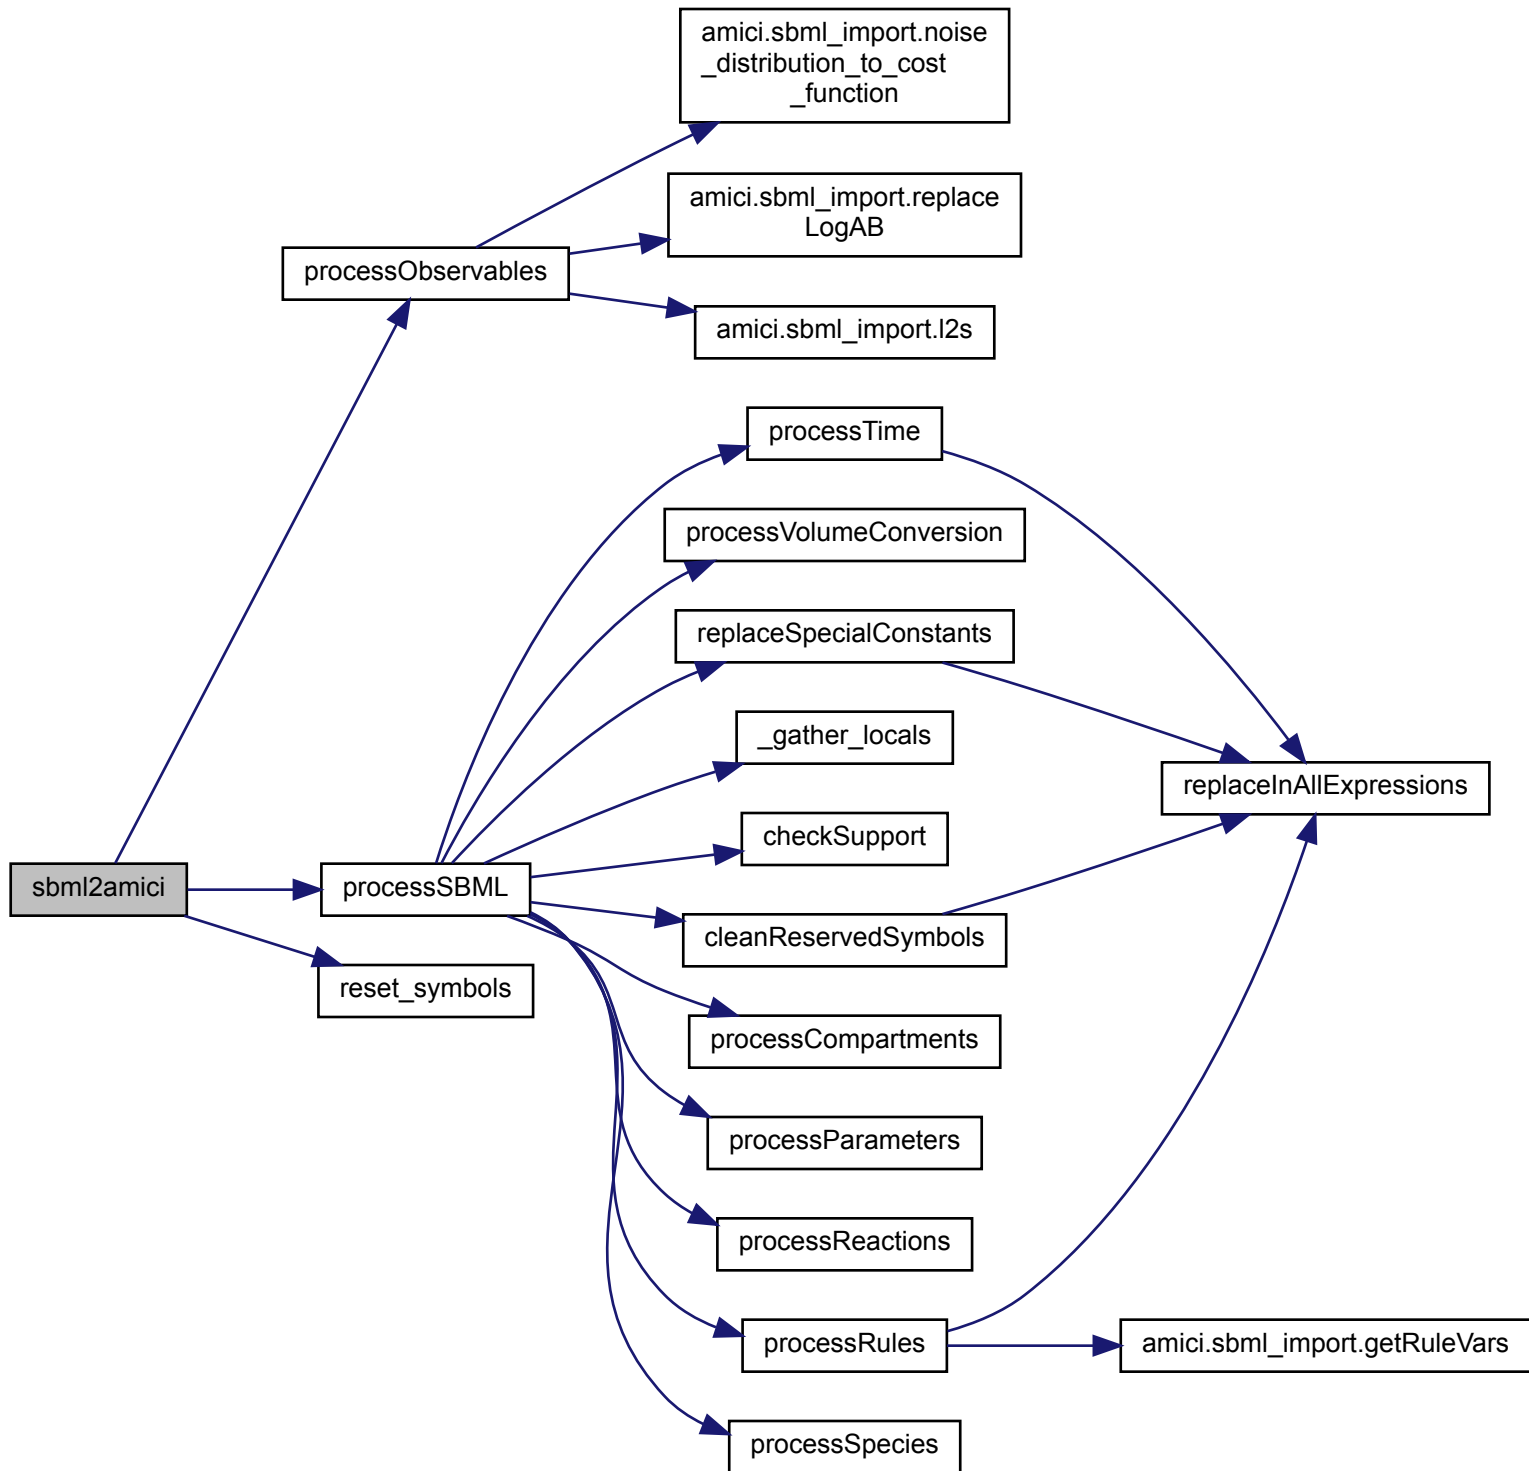 amici.sbml_import.noise
_distribution_to_cost
_function
amici.sbml_import.replace
LogAB
processObservables
amici.sbml_import.l2s
processTime
processVolumeConversion
replaceSpecialConstants
_gather_locals
replaceInAllExpressions
checkSupport
sbml2amici
processSBML
cleanReservedSymbols
reset_symbols
processCompartments
processParameters
processReactions
processRules
amici.sbml_import.getRuleVars
processSpecies